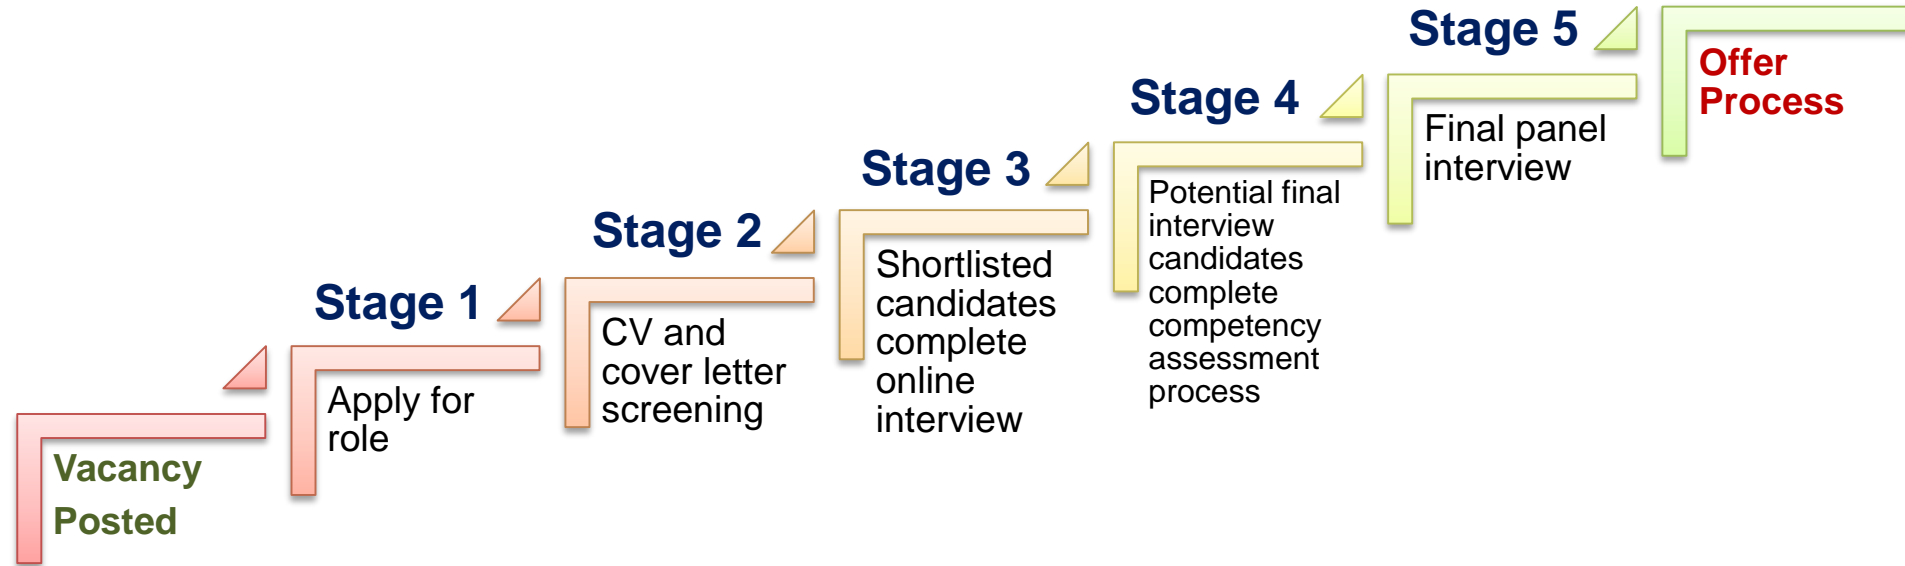 Vacancy
Posted
Stage 1
Apply for
role
Stage 2
CV and
cover letter
screening
Stage 3
Shortlisted
candidates
complete
online
interview
Stage 4
Potential final
interview
candidates
complete
competency
assessment
process
Stage 5
Final panel
interview
Offer
Process